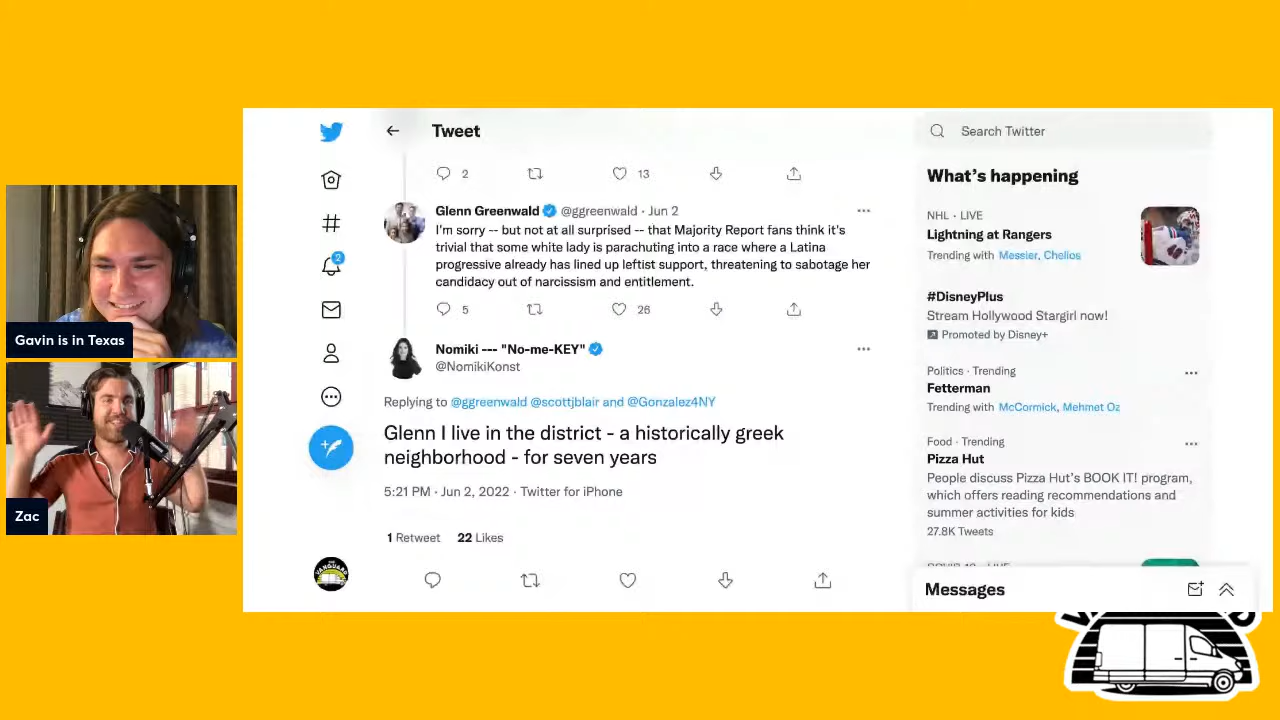 Tweet
2
13
Glenn Greenwald @ggreenwald · Jun 2
I'm sorry -- but not at all surprised -- that Majority Report fans think it's
trivial that some white lady is parachuting into a race where a Latina
progressive already has lined up leftist support, threatening to sabotage her
candidacy out of narcissism and entitlement.
5
26
Nomiki --- "No-me-KEY"
@NomikiKonst
Replying to @ggreenwald @scottjblair and @Gonzalez4NY
Glenn I live in the district - a historically greek
neighborhood - for seven years
5:21 PM · Jun 2, 2022 · Twitter for iPhone
1 Retweet 22 Likes
2
VANGUARD
Search Twitter
What's happening
NHL · LIVE
Lightning at Rangers
Trending with Messier, Chelios
#DisneyPlus
Stream Hollywood Stargirl now!
Promoted by Disney+
Politics · Trending
Fetterman
Trending with McCormick, Mehmet Oz
Food · Trending
Pizza Hut
People discuss Pizza Hut's BOOK IT! program,
which offers reading recommendations and
summer activities for kids
27.8K Tweets
Messages
Gavin is in Texas
Zac